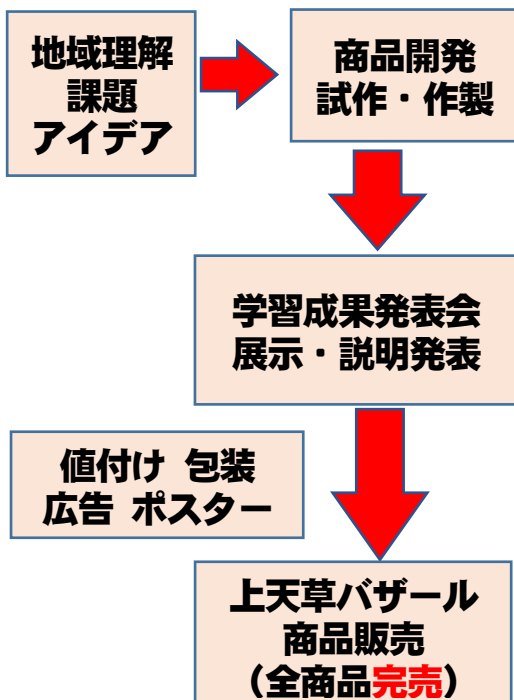 地域理解
課題
アイデア
商品開発
試作・作製
学習成果発表会
展示・説明発表
値付け 包装
広告 ポスター
上天草バザール
商品販売
(全商品完売)